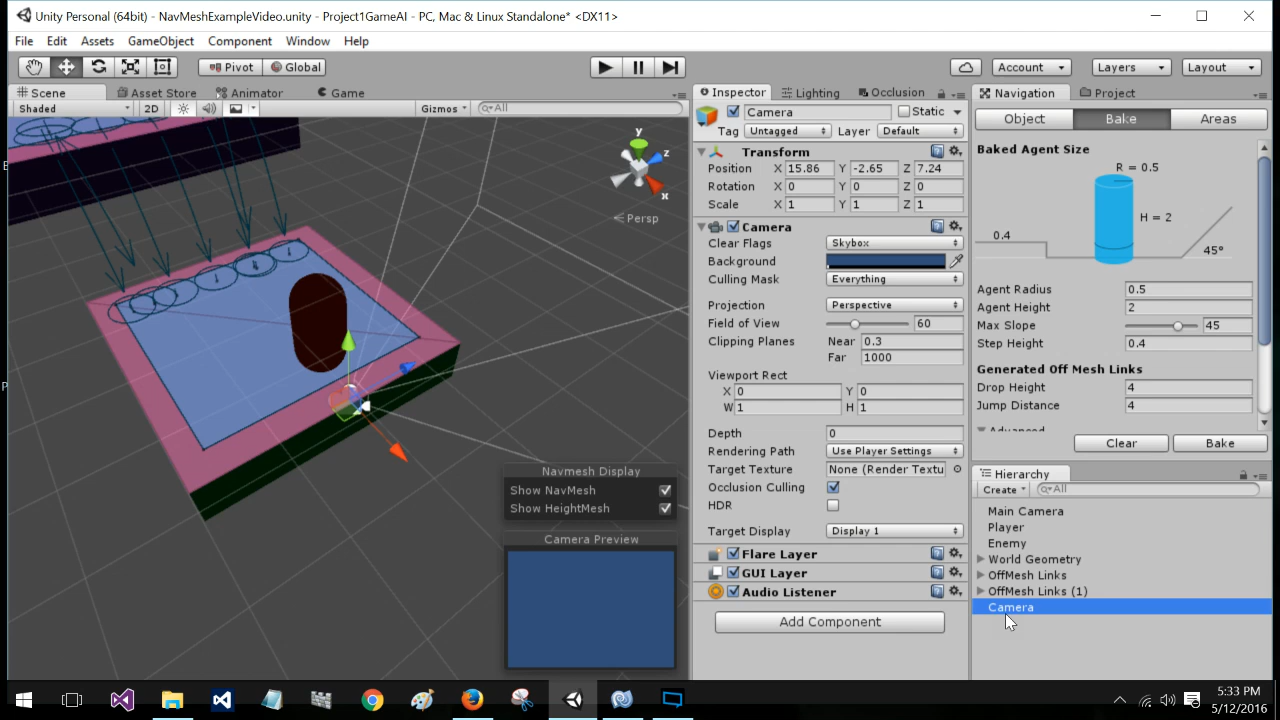 Unity Personal (64bit) - NavMeshExampleVideo.unity - Project1GameAI - PC, Mac & Linux Standalone* <DX11>
File Edit Assets GameObject Component Window Help
Pivot Global Account Layers Layout
Scene Asset Store Animator Game
Shaded 2D Gizmos All
y
z
x
Persp
Navmesh Display
Show NavMesh
Show HeightMesh
Camera Preview
Inspector Lighting Occlusion
Camera Static
Tag Untagged Layer Default
Transform
Position X 15.86 Y -2.65 Z 7.24
Rotation X 0 Y 0 Z 0
Scale X 1 Y 1 Z 1
Camera
Clear Flags Skybox
Background
Culling Mask Everything
Projection Perspective
Field of View 60
Clipping Planes Near 0.3
Far 1000
Viewport Rect
X 0 Y 0
W 1 H 1
Depth 0
Rendering Path Use Player Settings
Target Texture None (Render Textu
Occlusion Culling
HDR
Target Display Display 1
Flare Layer
GUI Layer
Audio Listener
Add Component
Navigation Project
Object Bake Areas
Baked Agent Size
R = 0.5
H = 2
0.4
45°
Agent Radius 0.5
Agent Height 2
Max Slope 45
Step Height 0.4
Generated Off Mesh Links
Drop Height 4
Jump Distance 4
Advanced
Clear Bake
Hierarchy
Create All
Main Camera
Player
Enemy
World Geometry
OffMesh Links
OffMesh Links (1)
Camera
5:33 PM
5/12/2016